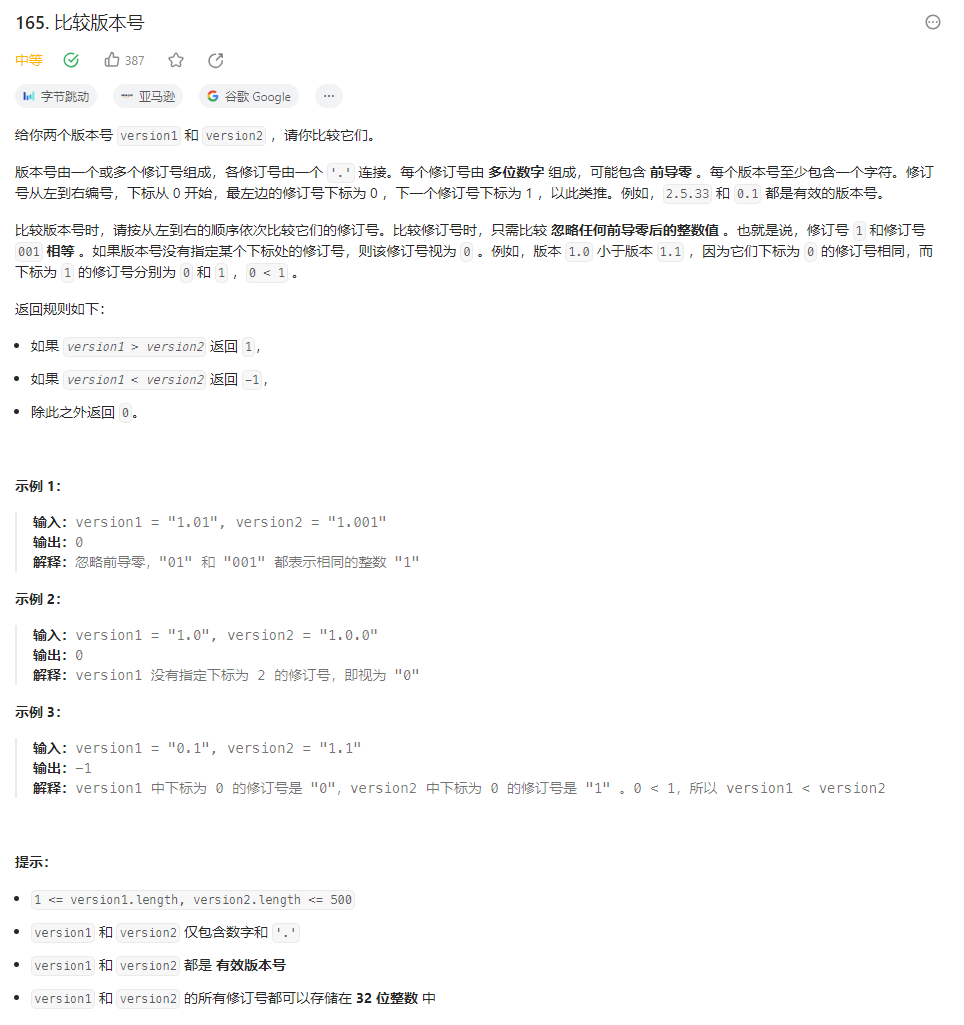 165. 比较版本号
中等 387
字节跳动 亚马逊 谷歌 Google ...
给你两个版本号 version1 和 version2 ，请你比较它们。
版本号由一个或多个修订号组成，各修订号由一个 '.' 连接。每个修订号由 多位数字 组成，可能包含 前导零 。每个版本号至少包含一个字符。修订
号从左到右编号，下标从 0 开始，最左边的修订号下标为 0 ，下一个修订号下标为 1 ，以此类推。例如，2.5.33 和 0.1 都是有效的版本号。
比较版本号时，请按从左到右的顺序依次比较它们的修订号。比较修订号时，只需比较 忽略任何前导零后的整数值 。也就是说，修订号 1 和修订号
001 相等 。如果版本号没有指定某个下标处的修订号，则该修订号视为 0 。例如，版本 1.0 小于版本 1.1 ，因为它们下标为 0 的修订号相同，而
下标为 1 的修订号分别为 0 和 1 ，0 < 1 。
返回规则如下：
• 如果 version1 > version2 返回 1，
• 如果 version1 < version2 返回 -1，
• 除此之外返回 0。
示例 1：
输入：version1 = "1.01", version2 = "1.001"
输出：0
解释：忽略前导零，"01" 和 "001" 都表示相同的整数 "1"
示例 2：
输入：version1 = "1.0", version2 = "1.0.0"
输出：0
解释：version1 没有指定下标为 2 的修订号，即视为 "0"
示例 3：
输入：version1 = "0.1", version2 = "1.1"
输出：-1
解释：version1 中下标为 0 的修订号是 "0"，version2 中下标为 0 的修订号是 "1" 。0 < 1，所以 version1 < version2
提示：
• 1 <= version1.length, version2.length <= 500
• version1 和 version2 仅包含数字和 '.'
• version1 和 version2 都是 有效版本号
• version1 和 version2 的所有修订号都可以存储在 32 位整数 中